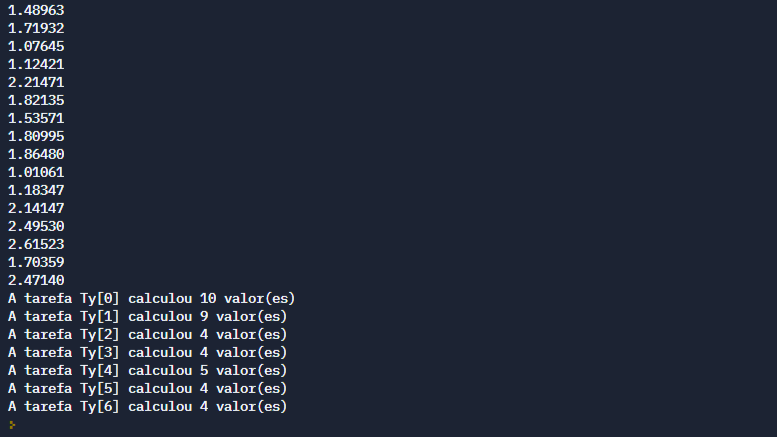 1.48963
1.71932
1.07645
1.12421
2.21471
1.82135
1.53571
1.80995
1.86480
1.01061
1.18347
2.14147
2.49530
2.61523
1.70359
2.47140
A tarefa Ty[0] calculou 10 valor(es)
A tarefa Ty[1] calculou 9 valor(es)
A tarefa Ty[2] calculou 4 valor(es)
A tarefa Ty[3] calculou 4 valor(es)
A tarefa Ty[4] calculou 5 valor(es)
A tarefa Ty[5] calculou 4 valor(es)
A tarefa Ty[6] calculou 4 valor(es)